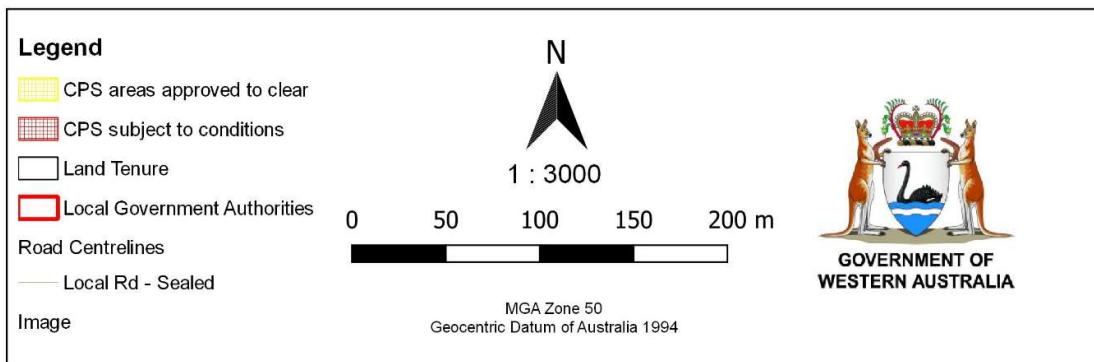 Legend
CPS areas approved to clear
CPS subject to conditions
Land Tenure
Local Government Authorities
Road Centrelines
Local Rd - Sealed
Image
N
1 : 3000
0 50 100 150 200 m
MGA Zone 50
Geocentric Datum of Australia 1994
GOVERNMENT OF
WESTERN AUSTRALIA